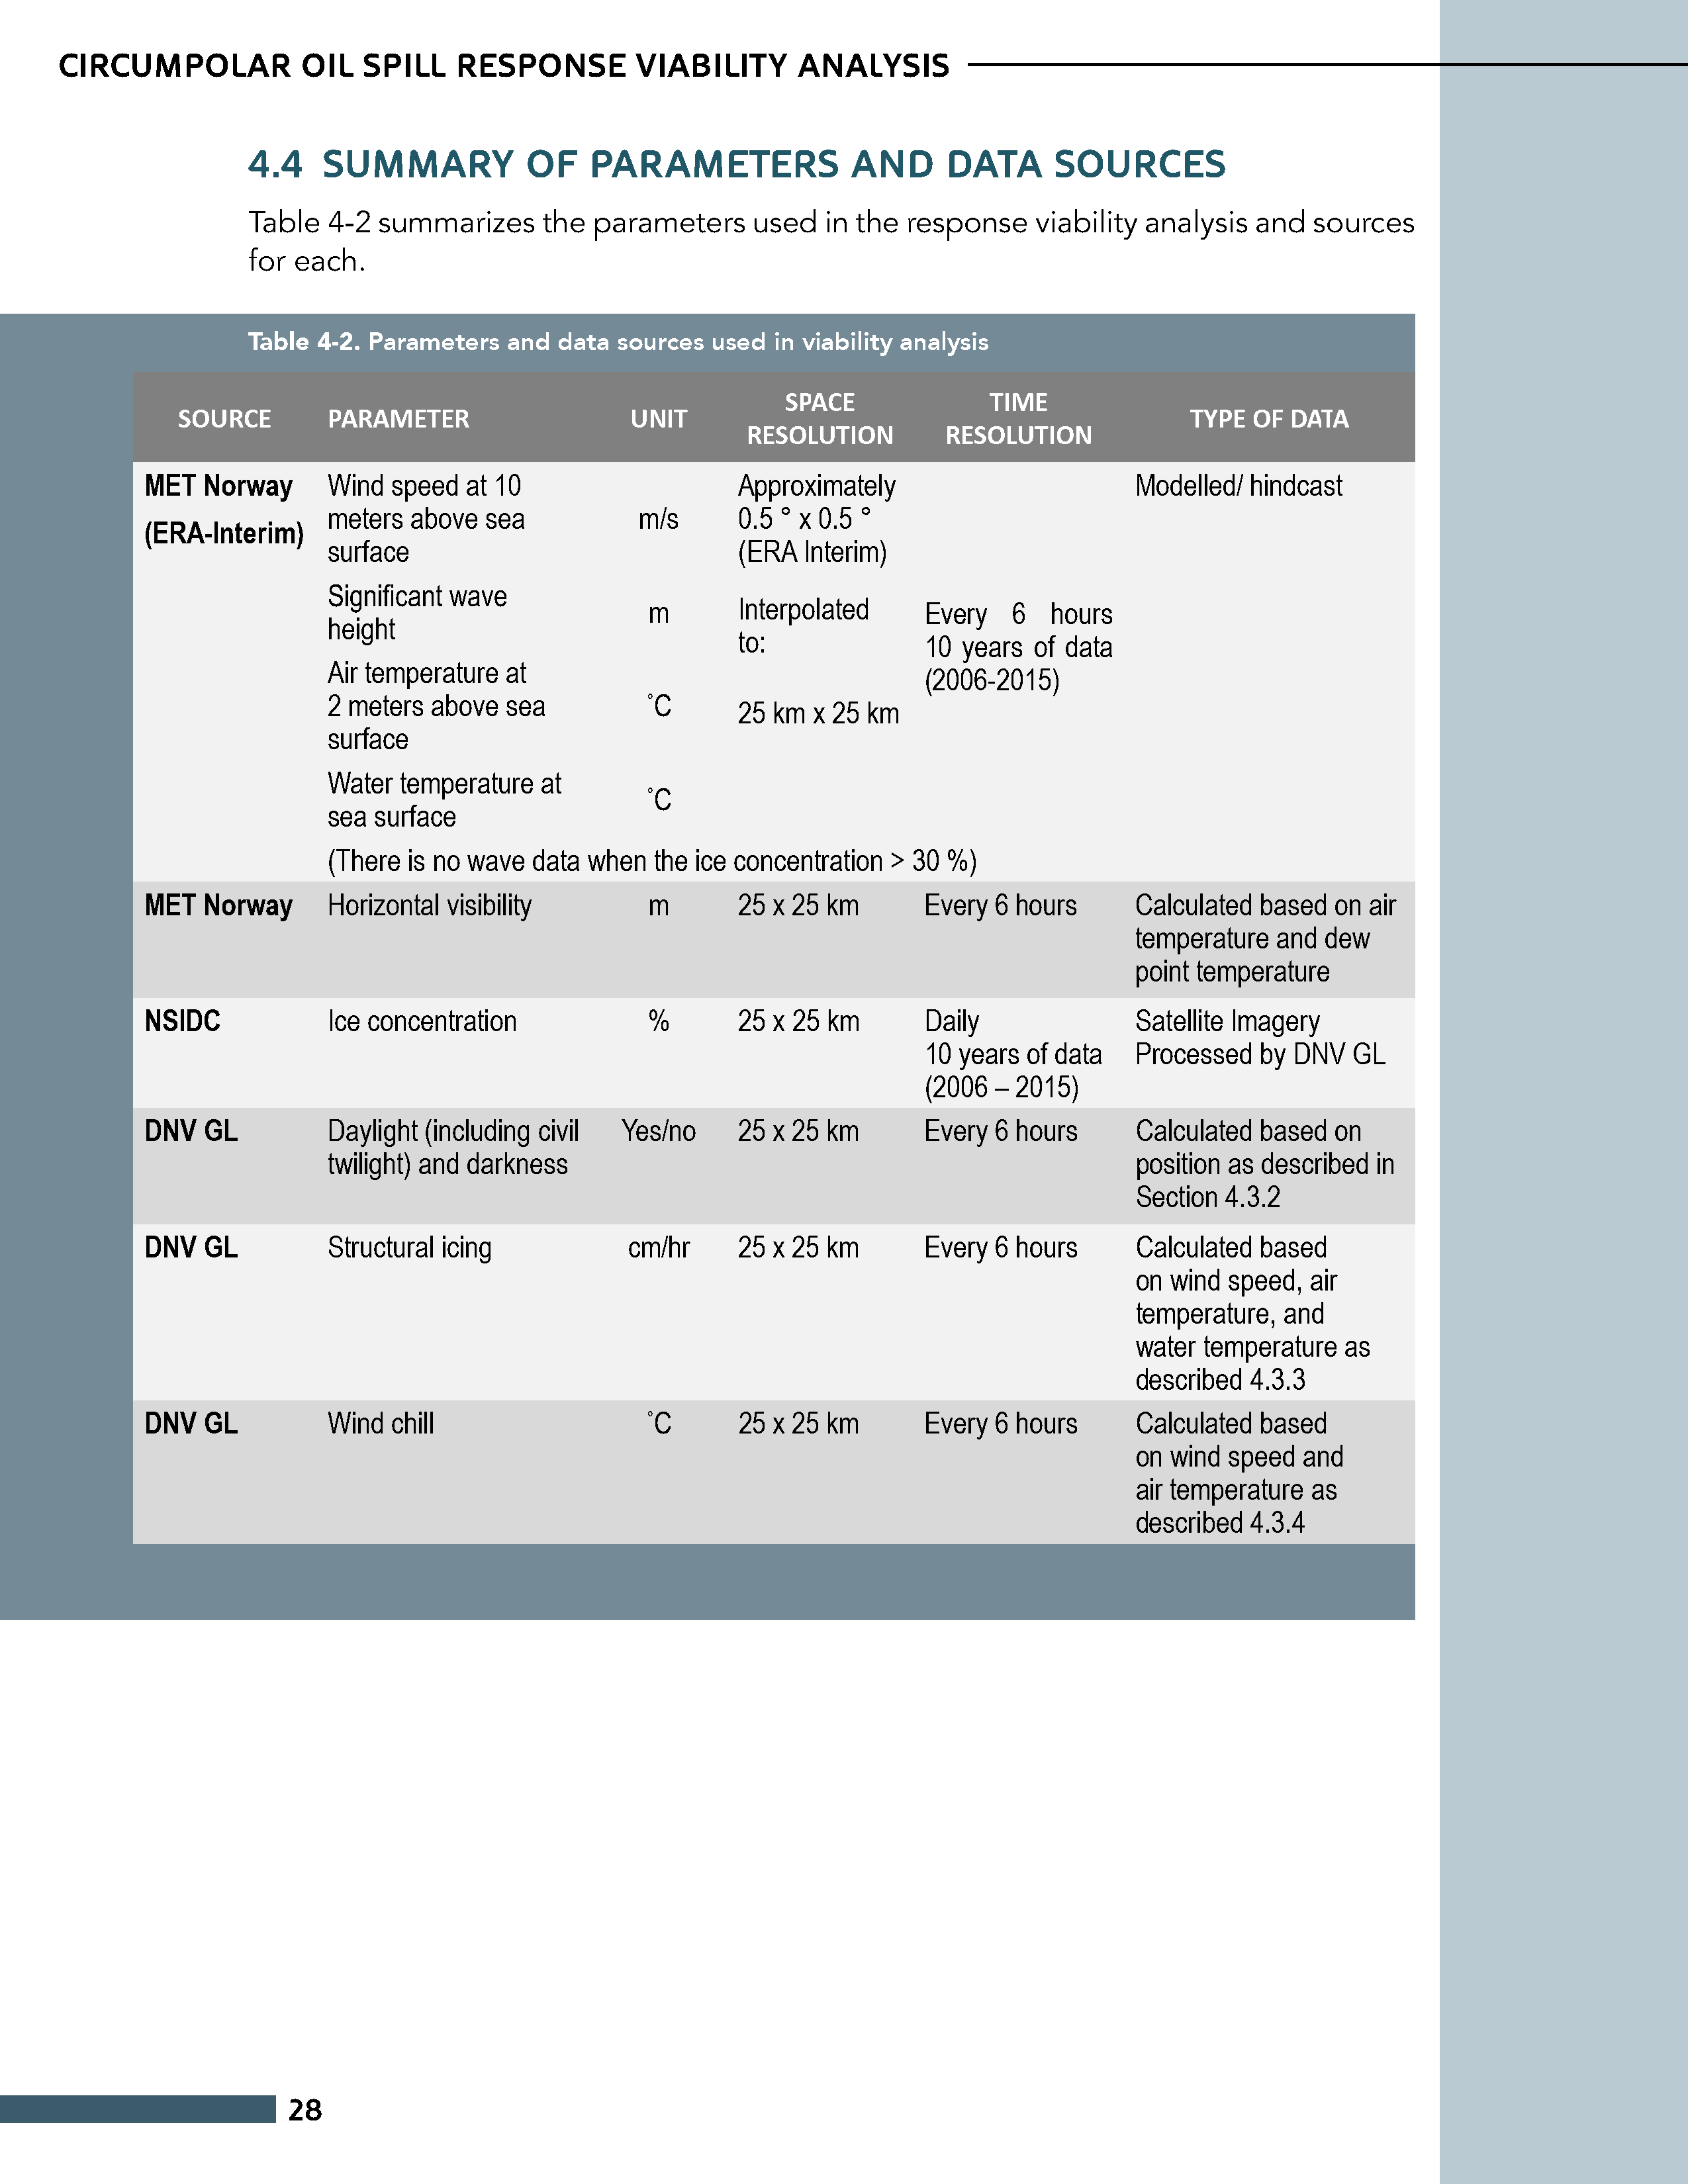 CIRCUMPOLAR OIL SPILL RESPONSE VIABILITY ANALYSIS
4.4 SUMMARY OF PARAMETERS AND DATA SOURCES
Table 4-2 summarizes the parameters used in the response viability analysis and sources
for each.
Table 4-2. Parameters and data sources used in viability analysis
SOURCE
PARAMETER
UNIT
SPACE
RESOLUTION
TIME
RESOLUTION
TYPE OF DATA
MET Norway
(ERA-Interim)
Wind speed at 10
meters above sea
surface
m/s
Approximately
0.5 ° x 0.5 °
(ERA Interim)
Modelled/ hindcast
Significant wave
height
m
Interpolated
to:
Every 6 hours
10 years of data
(2006-2015)
Air temperature at
2 meters above sea
surface
˚C
25 km x 25 km
Water temperature at
sea surface
˚C
(There is no wave data when the ice concentration > 30 %)
MET Norway
Horizontal visibility
m
25 x 25 km
Every 6 hours
Calculated based on air
temperature and dew
point temperature
NSIDC
Ice concentration
%
25 x 25 km
Daily
10 years of data
(2006 – 2015)
Satellite Imagery
Processed by DNV GL
DNV GL
Daylight (including civil
twilight) and darkness
Yes/no
25 x 25 km
Every 6 hours
Calculated based on
position as described in
Section 4.3.2
DNV GL
Structural icing
cm/hr
25 x 25 km
Every 6 hours
Calculated based
on wind speed, air
temperature, and
water temperature as
described 4.3.3
DNV GL
Wind chill
˚C
25 x 25 km
Every 6 hours
Calculated based
on wind speed and
air temperature as
described 4.3.4
28